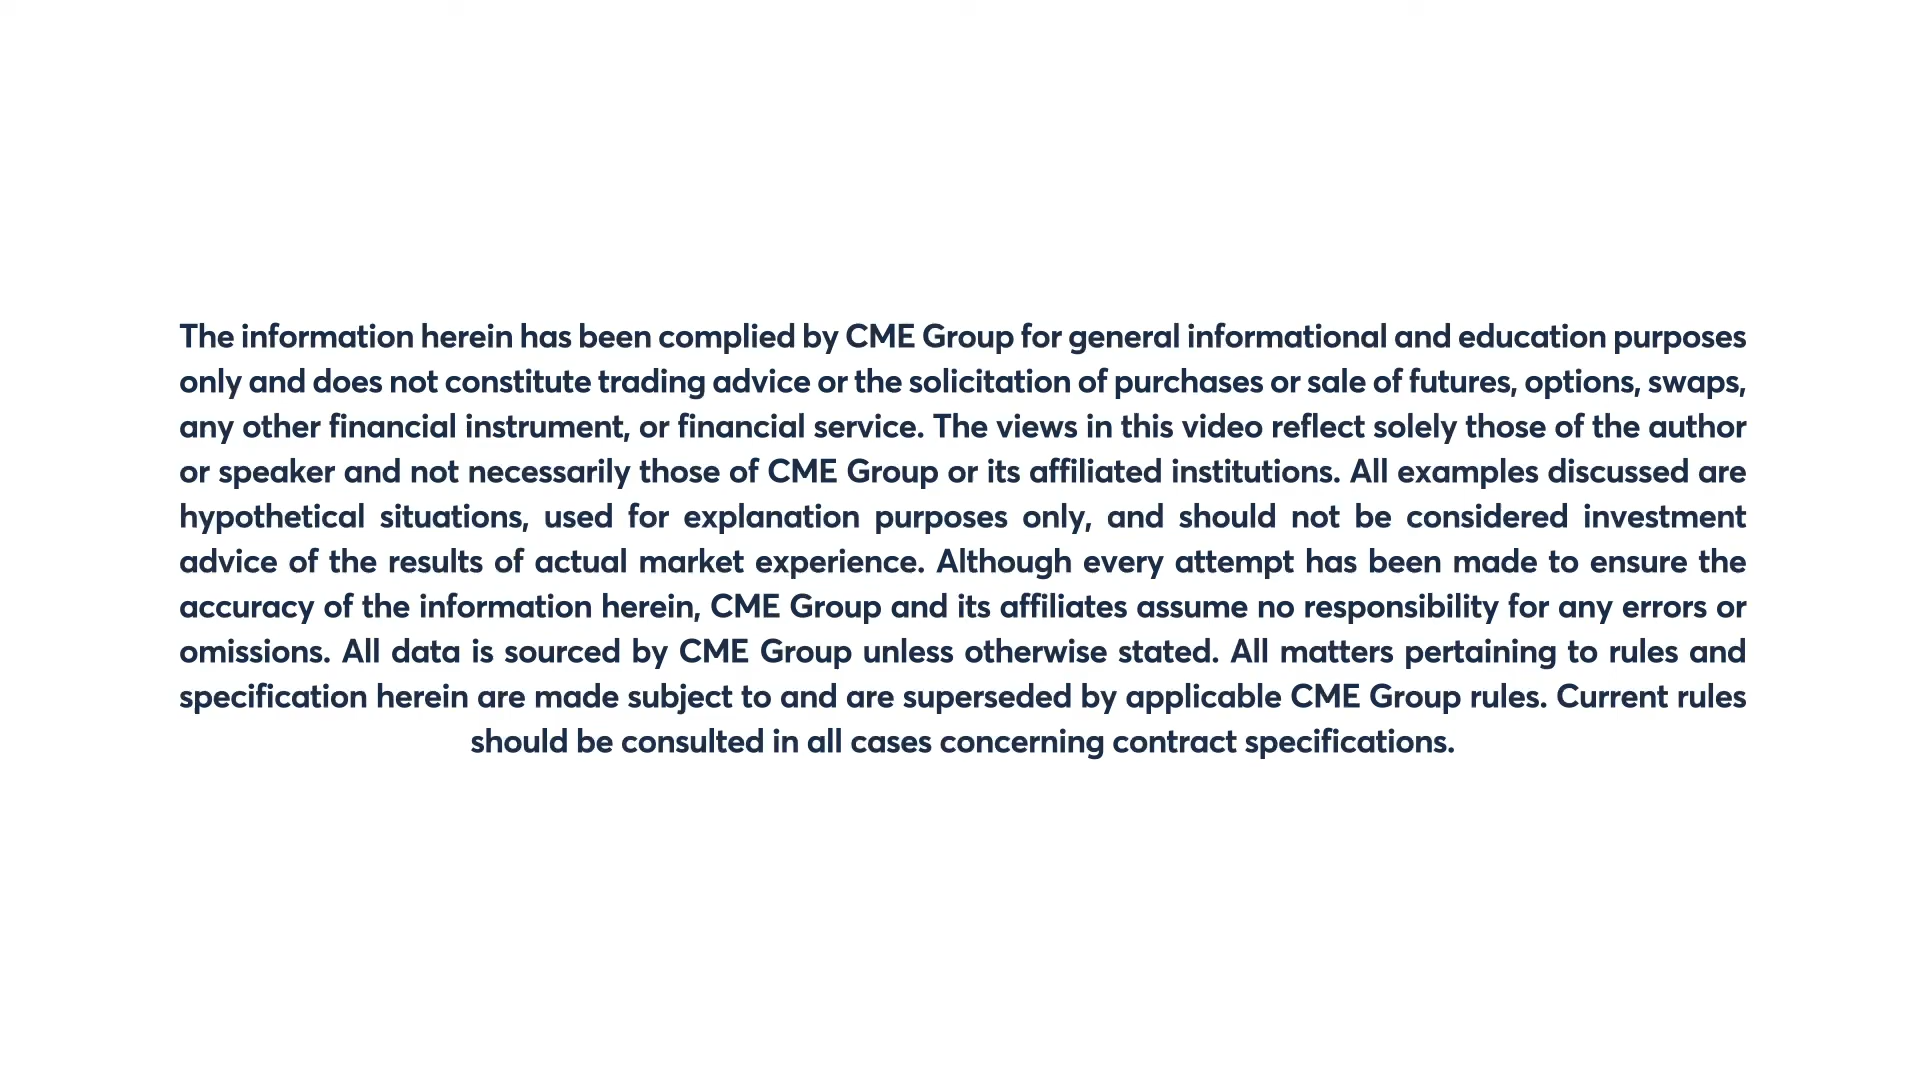 The information herein has been complied by CME Group for general informational and education purposes
only and does not constitute trading advice or the solicitation of purchases or sale of futures, options, swaps,
any other financial instrument, or financial service. The views in this video reflect solely those of the author
or speaker and not necessarily those of CME Group or its affiliated institutions. All examples discussed are
hypothetical situations, used for explanation purposes only, and should not be considered investment
advice of the results of actual market experience. Although every attempt has been made to ensure the
accuracy of the information herein, CME Group and its affiliates assume no responsibility for any errors or
omissions. All data is sourced by CME Group unless otherwise stated. All matters pertaining to rules and
specification herein are made subject to and are superseded by applicable CME Group rules. Current rules
should be consulted in all cases concerning contract specifications.